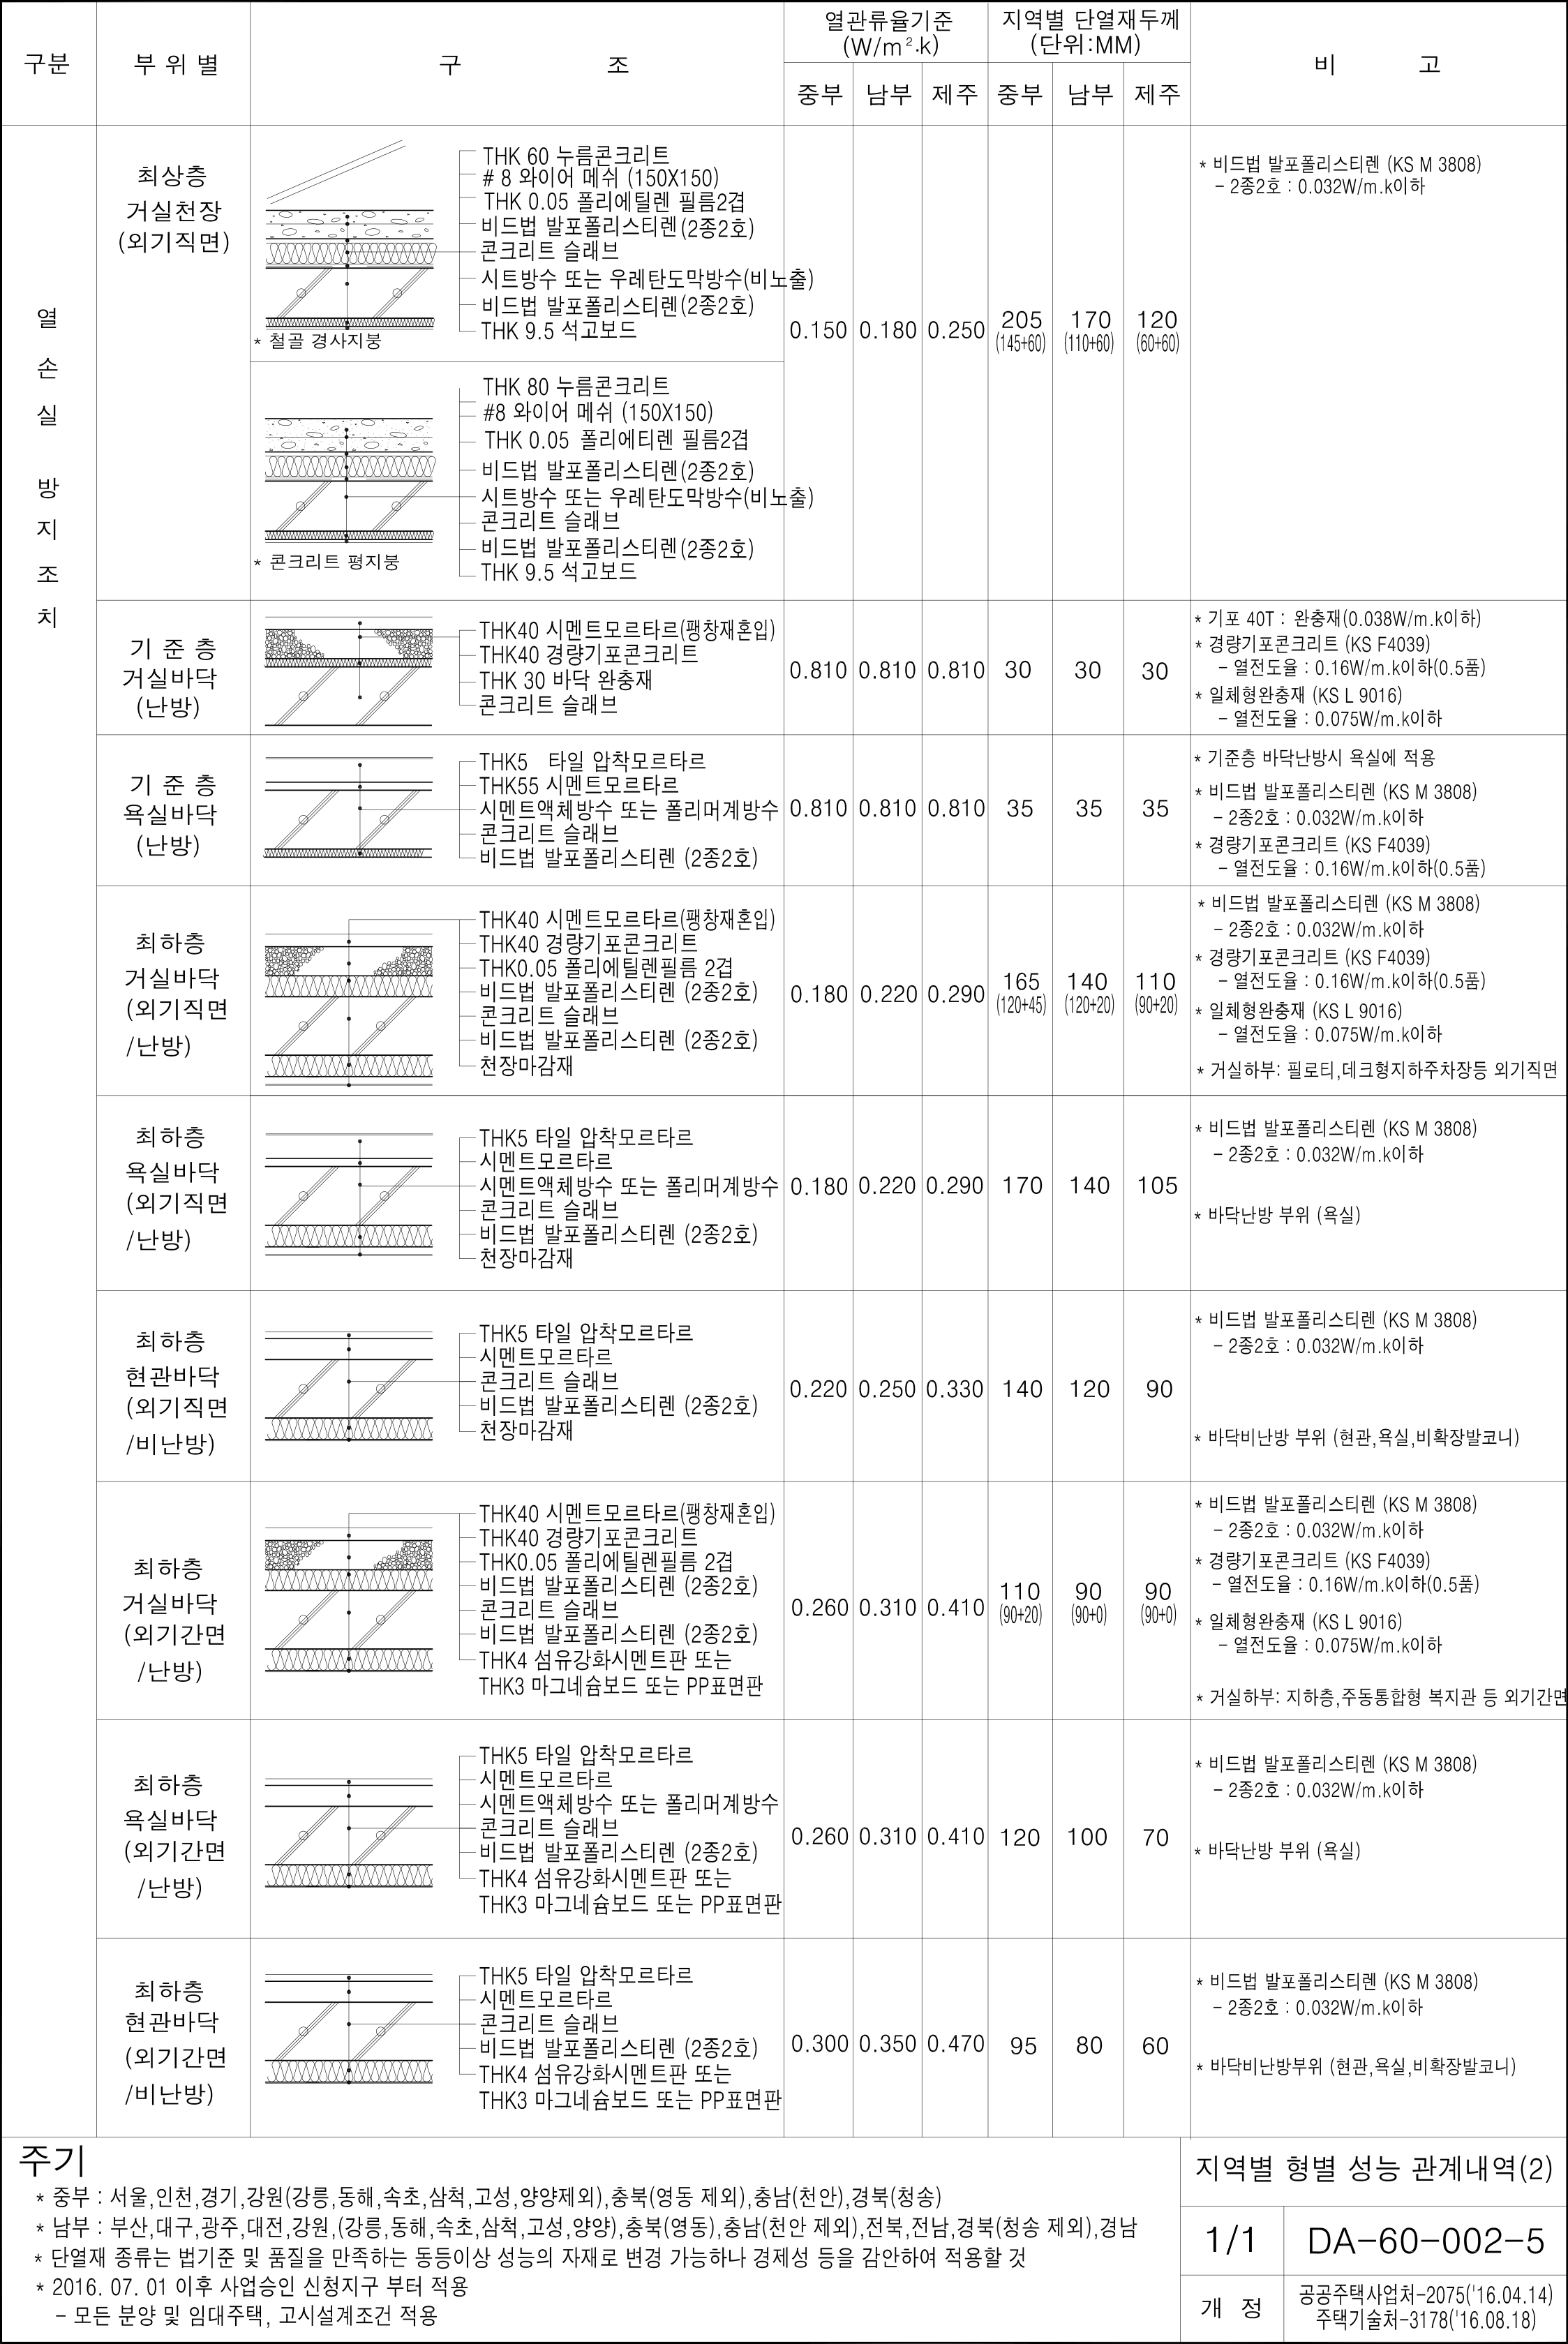 구분
부 위 별
구 조
열관류율기준
(W/m².k)
지역별 단열재두께
(단위:MM)
비 고
중부 남부 제주 중부 남부 제주
열손실 방지조치
최상층
거실천장
(외기직면)
THK 60 누름콘크리트
# 8 와이어 메쉬 (150X150)
THK 0.05 폴리에틸렌 필름2겹
비드법 발포폴리스티렌(2종2호)
콘크리트 슬래브
시트방수 또는 우레탄도막방수(비노출)
비드법 발포폴리스티렌(2종2호)
THK 9.5 석고보드
* 철골 경사지붕
THK 80 누름콘크리트
#8 와이어 메쉬 (150X150)
THK 0.05 폴리에티렌 필름2겹
비드법 발포폴리스티렌(2종2호)
시트방수 또는 우레탄도막방수(비노출)
콘크리트 슬래브
비드법 발포폴리스티렌(2종2호)
THK 9.5 석고보드
* 콘크리트 평지붕
0.150 0.180 0.250 205 170 120
(145+60) (110+60) (60+60)
* 비드법 발포폴리스티렌 (KS M 3808)
- 2종2호 : 0.032W/m.k이하
기 준 층
거실바닥
(난방)
THK40 시멘트모르타르(팽창재혼입)
THK40 경량기포콘크리트
THK 30 바닥 완충재
콘크리트 슬래브
0.810 0.810 0.810 30 30 30
* 기포 40T : 완충재(0.038W/m.k이하)
* 경량기포콘크리트 (KS F4039)
- 열전도율 : 0.16W/m.k이하(0.5품)
* 일체형완충재 (KS L 9016)
- 열전도율 : 0.075W/m.k이하
기 준 층
욕실바닥
(난방)
THK5 타일 압착모르타르
THK55 시멘트모르타르
시멘트액체방수 또는 폴리머계방수
콘크리트 슬래브
비드법 발포폴리스티렌 (2종2호)
0.810 0.810 0.810 35 35 35
* 기준층 바닥난방시 욕실에 적용
* 비드법 발포폴리스티렌 (KS M 3808)
- 2종2호 : 0.032W/m.k이하
* 경량기포콘크리트 (KS F4039)
- 열전도율 : 0.16W/m.k이하(0.5품)
최하층
거실바닥
(외기직면
/난방)
THK40 시멘트모르타르(팽창재혼입)
THK40 경량기포콘크리트
THK0.05 폴리에틸렌필름 2겹
비드법 발포폴리스티렌 (2종2호)
콘크리트 슬래브
비드법 발포폴리스티렌 (2종2호)
천장마감재
0.180 0.220 0.290 165 140 110
(120+45) (120+20) (90+20)
* 비드법 발포폴리스티렌 (KS M 3808)
- 2종2호 : 0.032W/m.k이하
* 경량기포콘크리트 (KS F4039)
- 열전도율 : 0.16W/m.k이하(0.5품)
* 일체형완충재 (KS L 9016)
- 열전도율 : 0.075W/m.k이하
* 거실하부: 필로티,데크형지하주차장등 외기직면
최하층
욕실바닥
(외기직면
/난방)
THK5 타일 압착모르타르
시멘트모르타르
시멘트액체방수 또는 폴리머계방수
콘크리트 슬래브
비드법 발포폴리스티렌 (2종2호)
천장마감재
0.180 0.220 0.290 170 140 105
* 비드법 발포폴리스티렌 (KS M 3808)
- 2종2호 : 0.032W/m.k이하
* 바닥난방 부위 (욕실)
최하층
현관바닥
(외기직면
/비난방)
THK5 타일 압착모르타르
시멘트모르타르
콘크리트 슬래브
비드법 발포폴리스티렌 (2종2호)
천장마감재
0.220 0.250 0.330 140 120 90
* 비드법 발포폴리스티렌 (KS M 3808)
- 2종2호 : 0.032W/m.k이하
* 바닥비난방 부위 (현관,욕실,비확장발코니)
최하층
거실바닥
(외기간면
/난방)
THK40 시멘트모르타르(팽창재혼입)
THK40 경량기포콘크리트
THK0.05 폴리에틸렌필름 2겹
비드법 발포폴리스티렌 (2종2호)
콘크리트 슬래브
비드법 발포폴리스티렌 (2종2호)
THK4 섬유강화시멘트판 또는
THK3 마그네슘보드 또는 PP표면판
0.260 0.310 0.410 110 90 90
(90+20) (90+0) (90+0)
* 비드법 발포폴리스티렌 (KS M 3808)
- 2종2호 : 0.032W/m.k이하
* 경량기포콘크리트 (KS F4039)
- 열전도율 : 0.16W/m.k이하(0.5품)
* 일체형완충재 (KS L 9016)
- 열전도율 : 0.075W/m.k이하
* 거실하부: 지하층,주동통합형 복지관 등 외기간면
최하층
욕실바닥
(외기간면
/난방)
THK5 타일 압착모르타르
시멘트모르타르
시멘트액체방수 또는 폴리머계방수
콘크리트 슬래브
비드법 발포폴리스티렌 (2종2호)
THK4 섬유강화시멘트판 또는
THK3 마그네슘보드 또는 PP표면판
0.260 0.310 0.410 120 100 70
* 비드법 발포폴리스티렌 (KS M 3808)
- 2종2호 : 0.032W/m.k이하
* 바닥난방 부위 (욕실)
최하층
현관바닥
(외기간면
/비난방)
THK5 타일 압착모르타르
시멘트모르타르
콘크리트 슬래브
비드법 발포폴리스티렌 (2종2호)
THK4 섬유강화시멘트판 또는
THK3 마그네슘보드 또는 PP표면판
0.300 0.350 0.470 95 80 60
* 비드법 발포폴리스티렌 (KS M 3808)
- 2종2호 : 0.032W/m.k이하
* 바닥비난방부위 (현관,욕실,비확장발코니)
주기
* 중부 : 서울,인천,경기,강원(강릉,동해,속초,삼척,고성,양양제외),충북(영동 제외),충남(천안),경북(청송)
* 남부 : 부산,대구,광주,대전,강원,(강릉,동해,속초,삼척,고성,양양),충북(영동),충남(천안 제외),전북,전남,경북(청송 제외),경남
* 단열재 종류는 법기준 및 품질을 만족하는 동등이상 성능의 자재로 변경 가능하나 경제성 등을 감안하여 적용할 것
* 2016. 07. 01 이후 사업승인 신청지구 부터 적용
- 모든 분양 및 임대주택, 고시설계조건 적용
지역별 형별 성능 관계내역(2)
1/1 DA-60-002-5
개 정
공공주택사업처-2075('16.04.14)
주택기술처-3178('16.08.18)